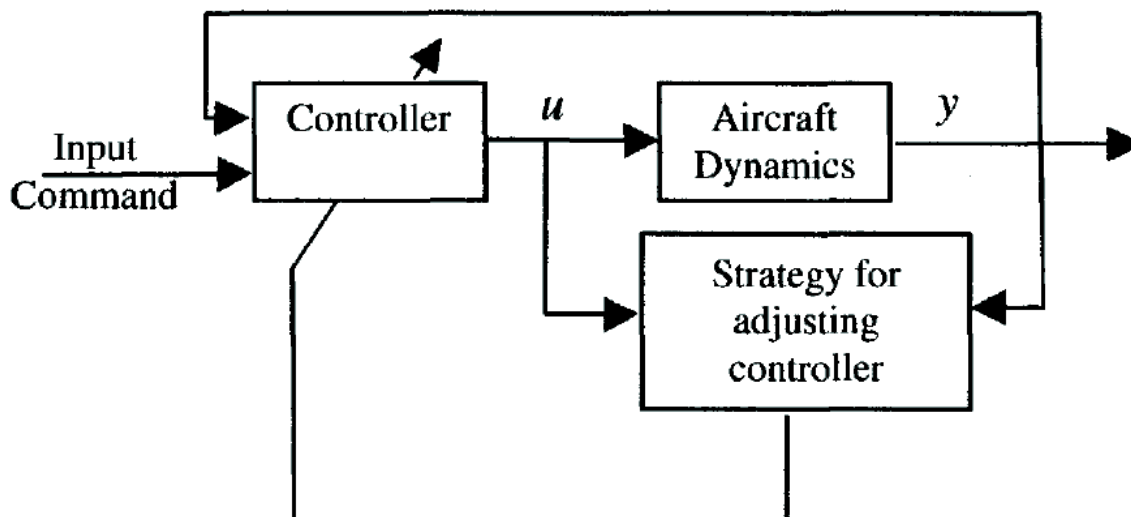 Controller
u
Aircraft
Dynamics
y
Input
Command
Strategy for
adjusting
controller